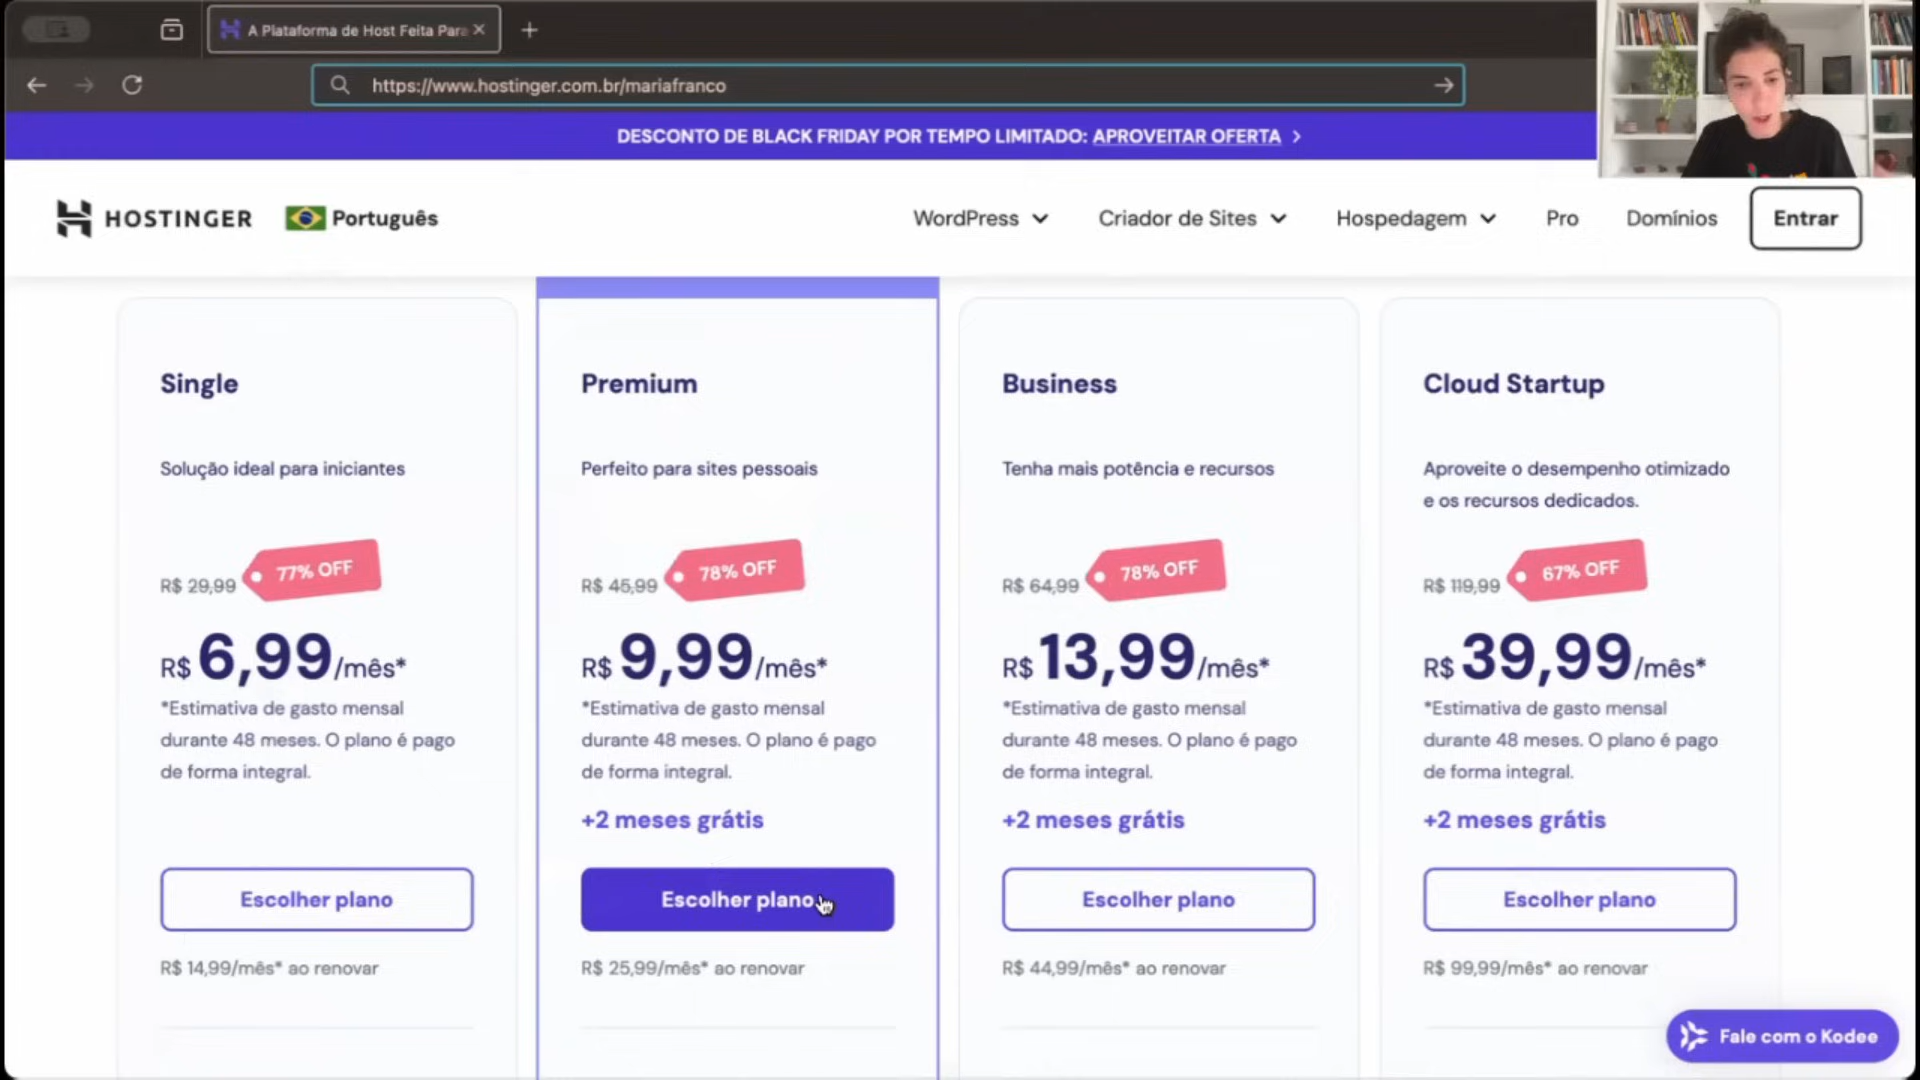 A Plataforma de Host Feita Para
https://www.hostinger.com.br/mariafranco
DESCONTO DE BLACK FRIDAY POR TEMPO LIMITADO: APROVEITAR OFERTA
HOSTINGER
Português
WordPress
Criador de Sites
Hospedagem
Pro
Domínios
Entrar
Single
Solução ideal para iniciantes
R$ 29,99
77% OFF
R$ 6,99/mês*
*Estimativa de gasto mensal
durante 48 meses. O plano é pago
de forma integral.
Escolher plano
R$ 14,99/mês* ao renovar
Premium
Perfeito para sites pessoais
R$ 45,99
78% OFF
R$ 9,99/mês*
*Estimativa de gasto mensal
durante 48 meses. O plano é pago
de forma integral.
+2 meses grátis
Escolher plano
R$ 25,99/mês* ao renovar
Business
Tenha mais potência e recursos
R$ 64,99
78% OFF
R$ 13,99/mês*
*Estimativa de gasto mensal
durante 48 meses. O plano é pago
de forma integral.
+2 meses grátis
Escolher plano
R$ 44,99/mês* ao renovar
Cloud Startup
Aproveite o desempenho otimizado
e os recursos dedicados.
R$ 119,99
67% OFF
R$ 39,99/mês*
*Estimativa de gasto mensal
durante 48 meses. O plano é pago
de forma integral.
+2 meses grátis
Escolher plano
R$ 99,99/mês* ao renovar
Fale com o Kodee